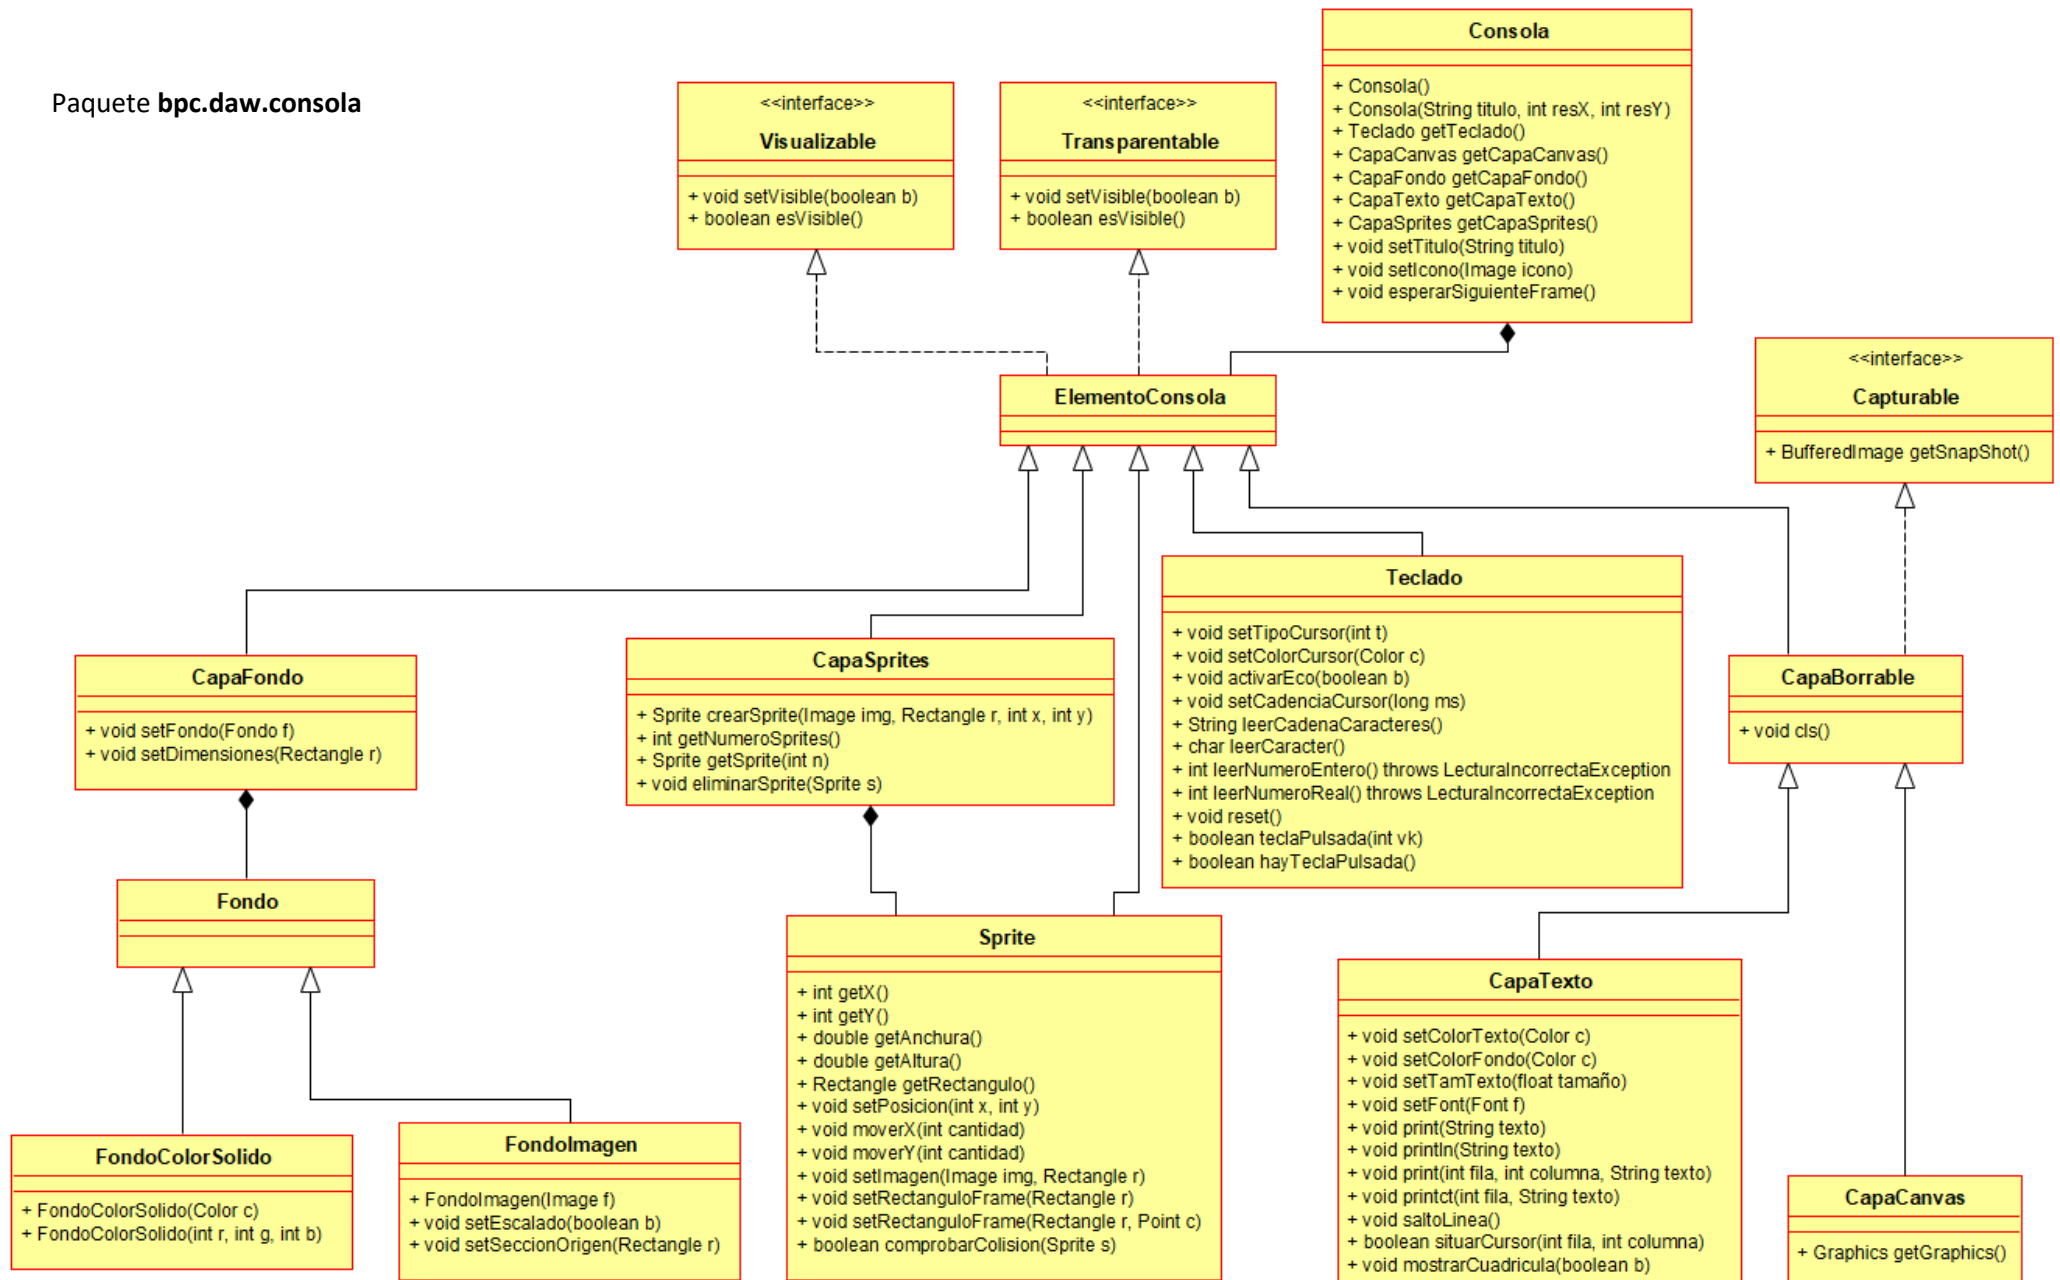 Paquete bpc.daw.consola
Consola
+ Consola()
+ Consola(String titulo, int resX, int resY)
+ Teclado getTeclado()
+ CapaCanvas getCapaCanvas()
+ CapaFondo getCapaFondo()
+ CapaTexto getCapaTexto()
+ CapaSprites getCapaSprites()
+ void setTitulo(String titulo)
+ void setIcono(Image icono)
+ void esperarSiguienteFrame()
<<interface>>
Visualizable
+ void setVisible(boolean b)
+ boolean esVisible()
<<interface>>
Transparentable
+ void setVisible(boolean b)
+ boolean esVisible()
ElementoConsola
<<interface>>
Capturable
+ BufferedImage getSnapShot()
CapaFondo
+ void setFondo(Fondo f)
+ void setDimensiones(Rectangle r)
CapaSprites
+ Sprite crearSprite(Image img, Rectangle r, int x, int y)
+ int getNumeroSprites()
+ Sprite getSprite(int n)
+ void eliminarSprite(Sprite s)
Teclado
+ void setTipoCursor(int t)
+ void setColorCursor(Color c)
+ void activarEco(boolean b)
+ void setCadenciaCursor(long ms)
+ String leerCadenaCaracteres()
+ char leerCaracter()
+ int leerNumeroEntero() throws LecturaIncorrectaException
+ int leerNumeroReal() throws LecturaIncorrectaException
+ void reset()
+ boolean teclaPulsada(int vk)
+ boolean hayTeclaPulsada()
CapaBorrable
+ void cls()
Fondo
Sprite
+ int getX()
+ int getY()
+ double getAnchura()
+ double getAltura()
+ Rectangle getRectangulo()
+ void setPosicion(int x, int y)
+ void moverX(int cantidad)
+ void moverY(int cantidad)
+ void setImagen(Image img, Rectangle r)
+ void setRectanguloFrame(Rectangle r)
+ void setRectanguloFrame(Rectangle r, Point c)
+ boolean comprobarColision(Sprite s)
CapaTexto
+ void setColorTexto(Color c)
+ void setColorFondo(Color c)
+ void setTamTexto(float tamaño)
+ void setFont(Font f)
+ void print(String texto)
+ void println(String texto)
+ void print(int fila, int columna, String texto)
+ void printct(int fila, String texto)
+ void saltoLinea()
+ boolean situarCursor(int fila, int columna)
+ void mostrarCuadricula(boolean b)
FondoColorSolido
+ FondoColorSolido(Color c)
+ FondoColorSolido(int r, int g, int b)
FondoImagen
+ FondoImagen(Image f)
+ void setEscalado(boolean b)
+ void setSeccionOrigen(Rectangle r)
CapaCanvas
+ Graphics getGraphics()